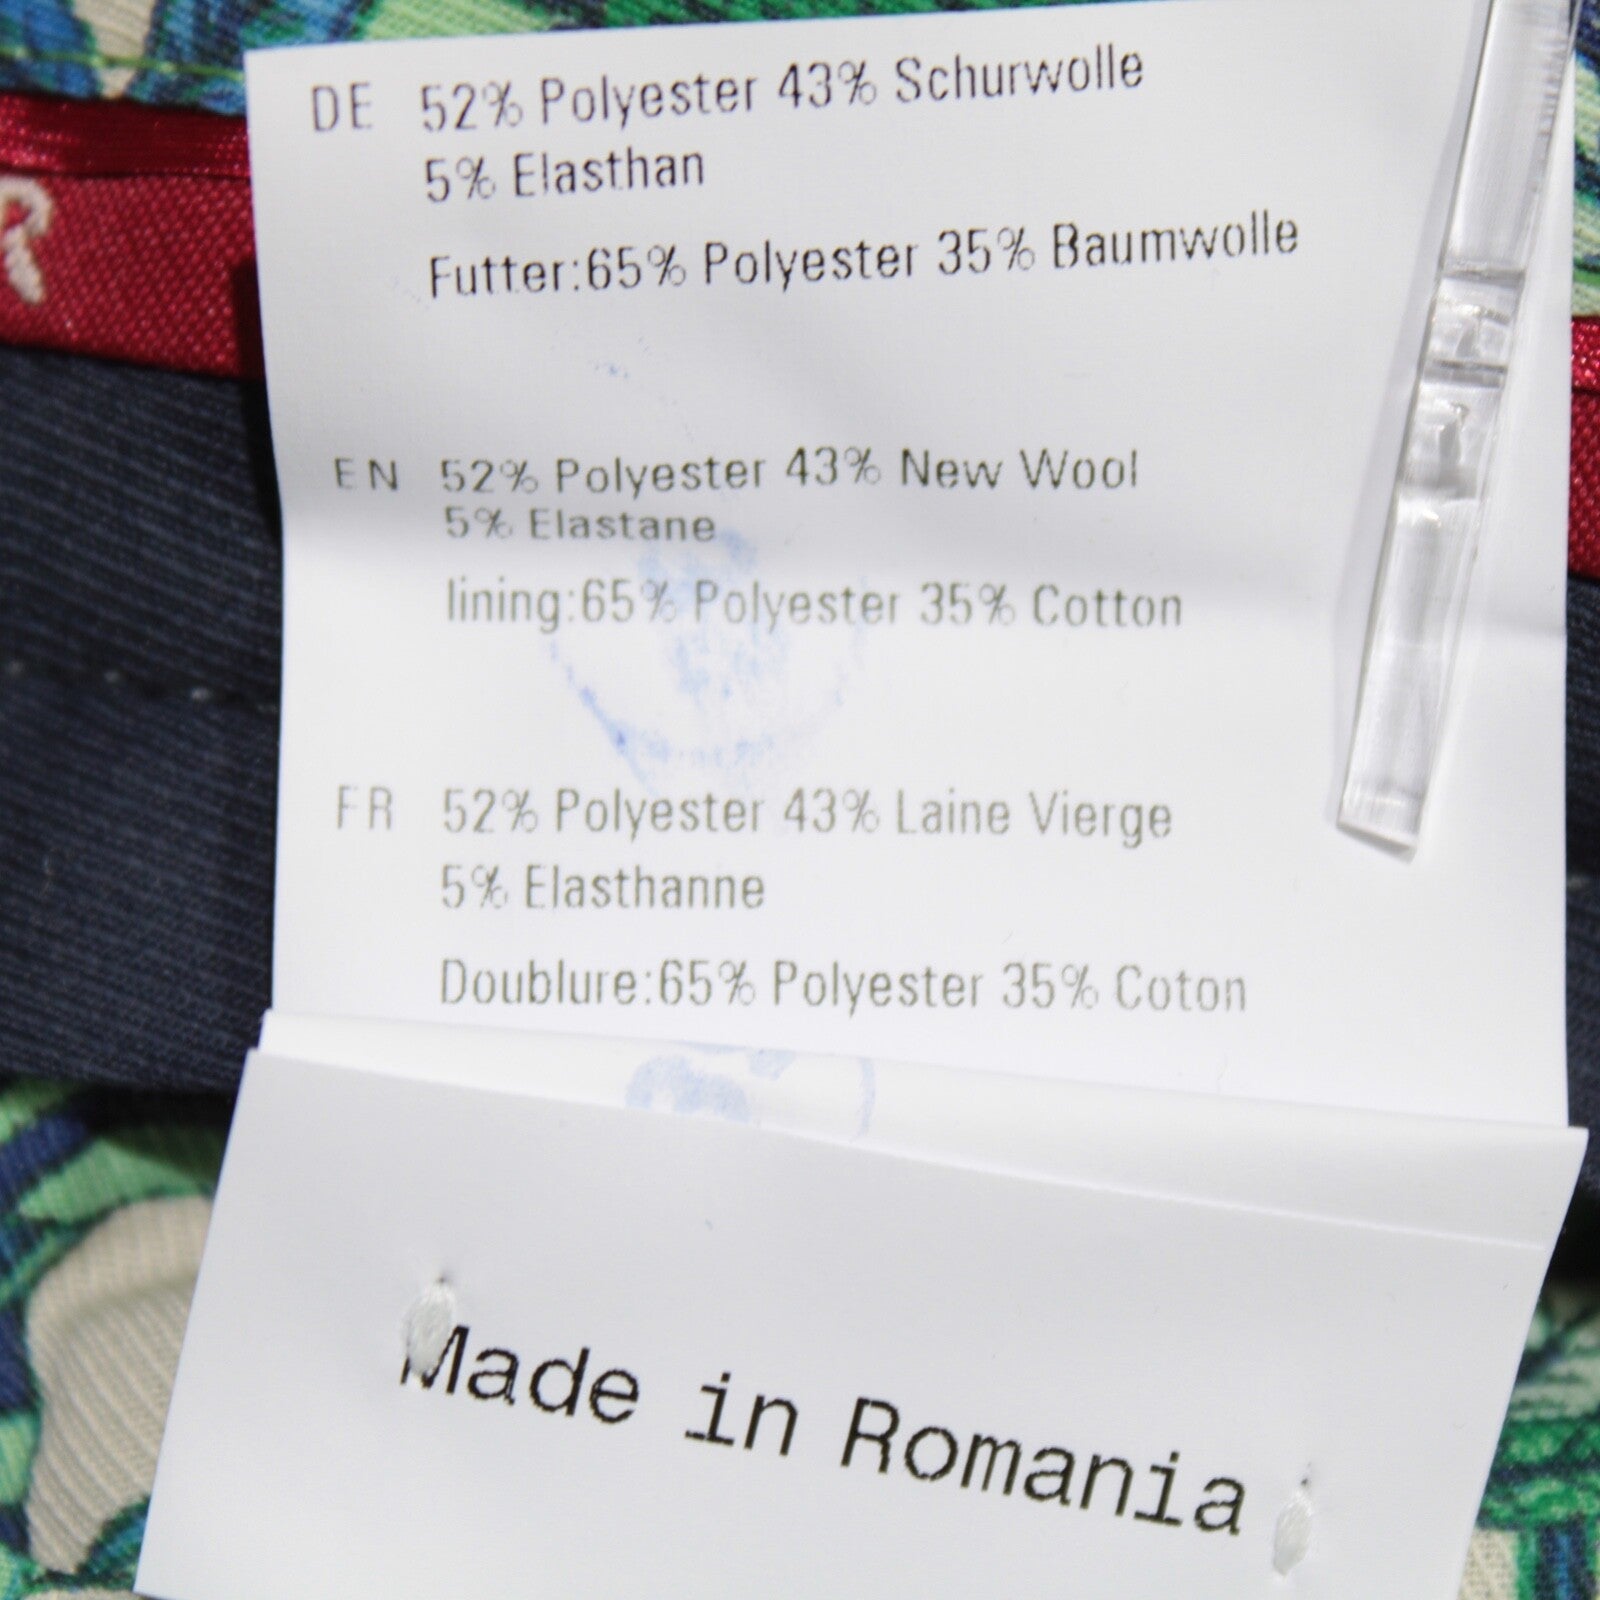 DE 52% Polyester 43% Schurwolle
5% Elasthan
Futter:65% Polyester 35% Baumwolle
EN 52% Polyester 43% New Wool
5% Elastane
lining:65% Polyester 35% Cotton
FR 52% Polyester 43% Laine Vierge
5% Elasthanne
Doublure:65% Polyester 35% Coton
Made in Romania